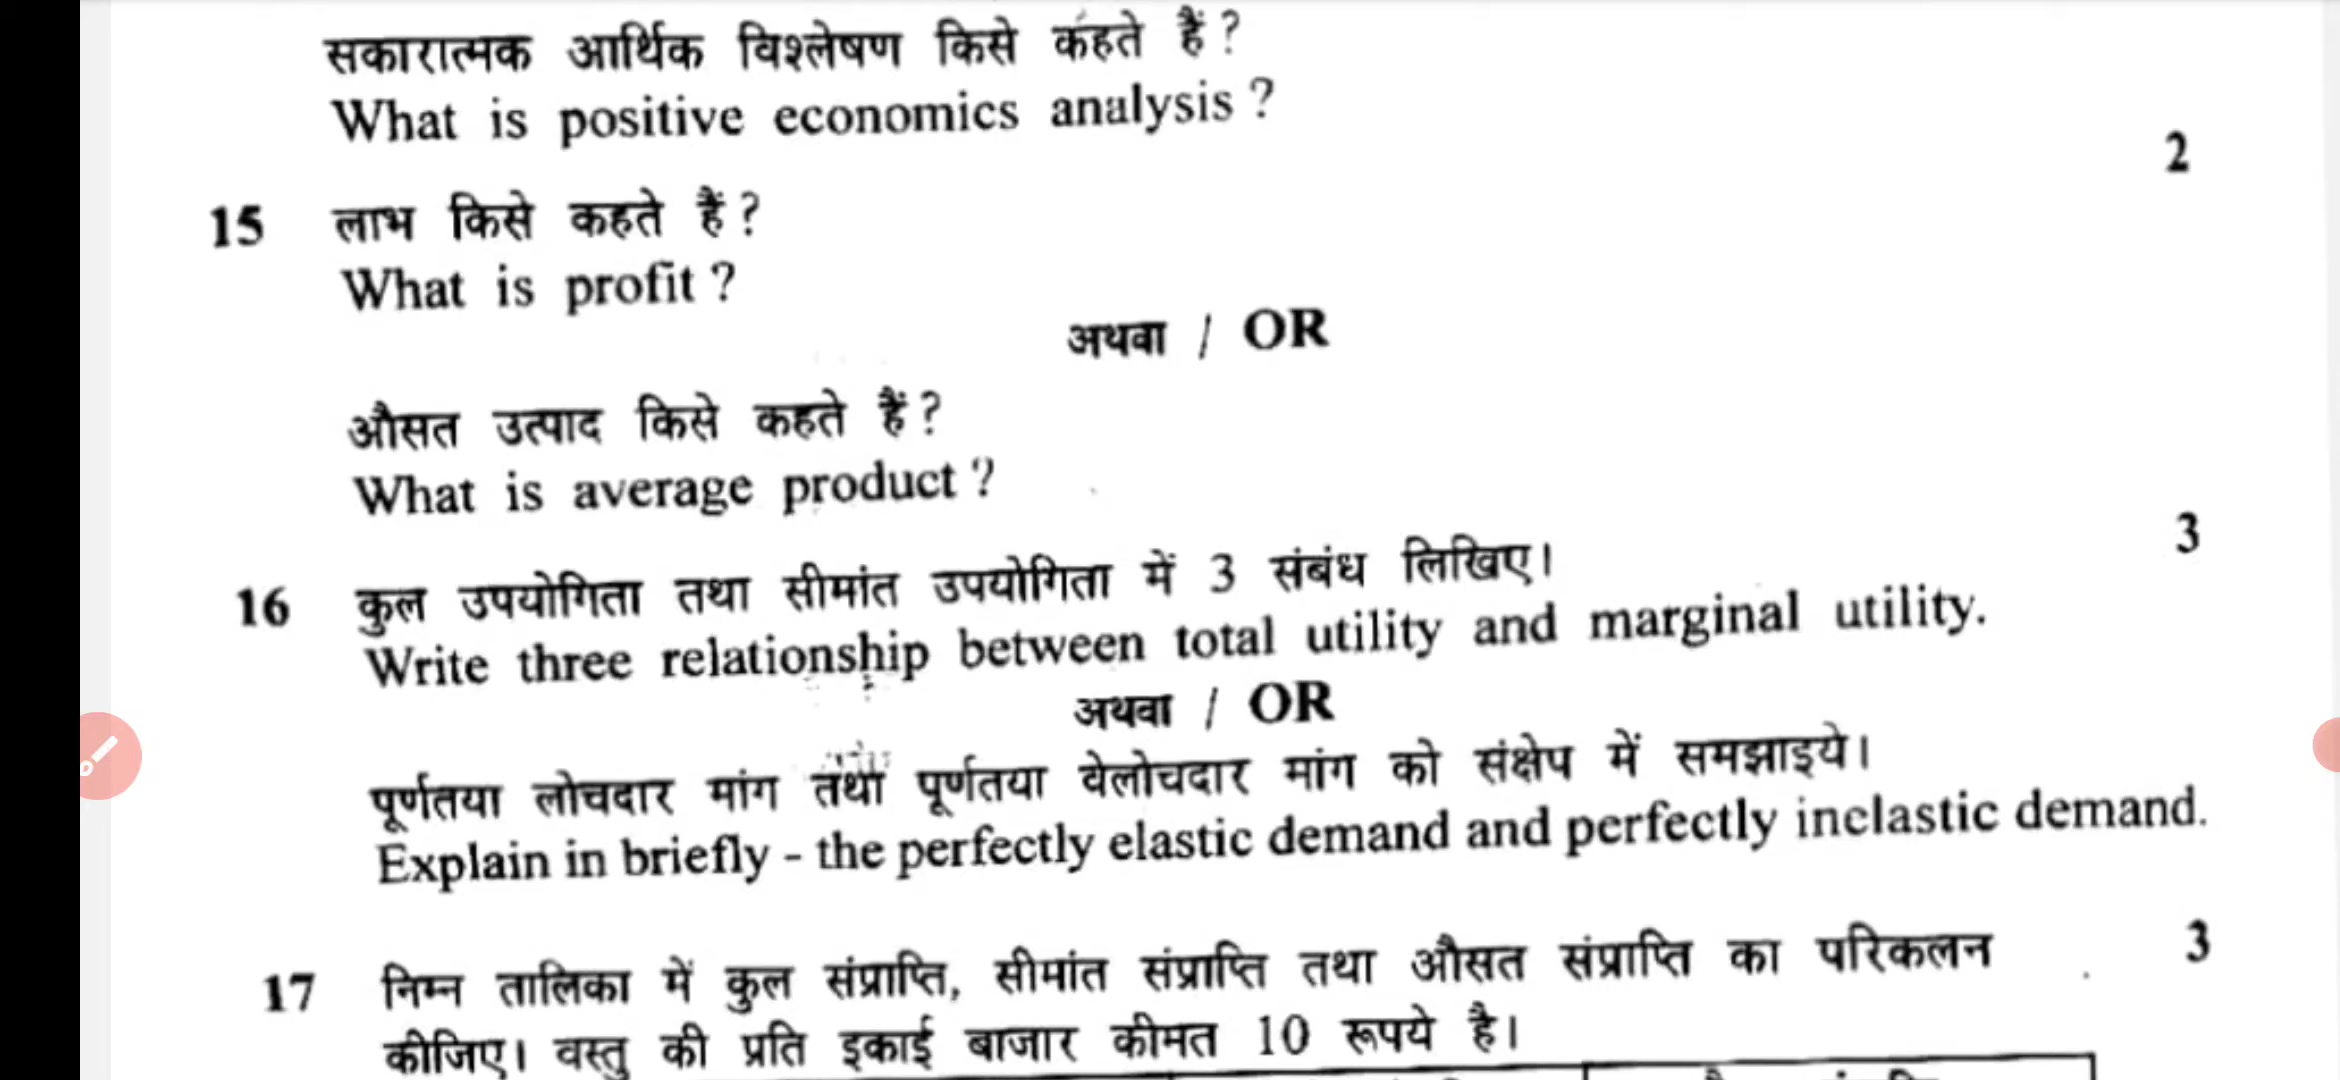 सकारात्मक आर्थिक विश्लेषण किसे कहते हैं ?
What is positive economics analysis ?
2
15 लाभ किसे कहते हैं ?
What is profit ?
अथवा / OR
औसत उत्पाद किसे कहते हैं ?
What is average product ?
3
16 कुल उपयोगिता तथा सीमांत उपयोगिता में 3 संबंध लिखिए।
Write three relationship between total utility and marginal utility.
अथवा / OR
पूर्णतया लोचदार मांग तथा पूर्णतया वेलोचदार मांग को संक्षेप में समझाइये।
Explain in briefly - the perfectly elastic demand and perfectly inelastic demand.
17 निम्न तालिका में कुल संप्राप्ति, सीमांत संप्राप्ति तथा औसत संप्राप्ति का परिकलन 3
कीजिए। वस्तु की प्रति इकाई बाजार कीमत 10 रूपये है।